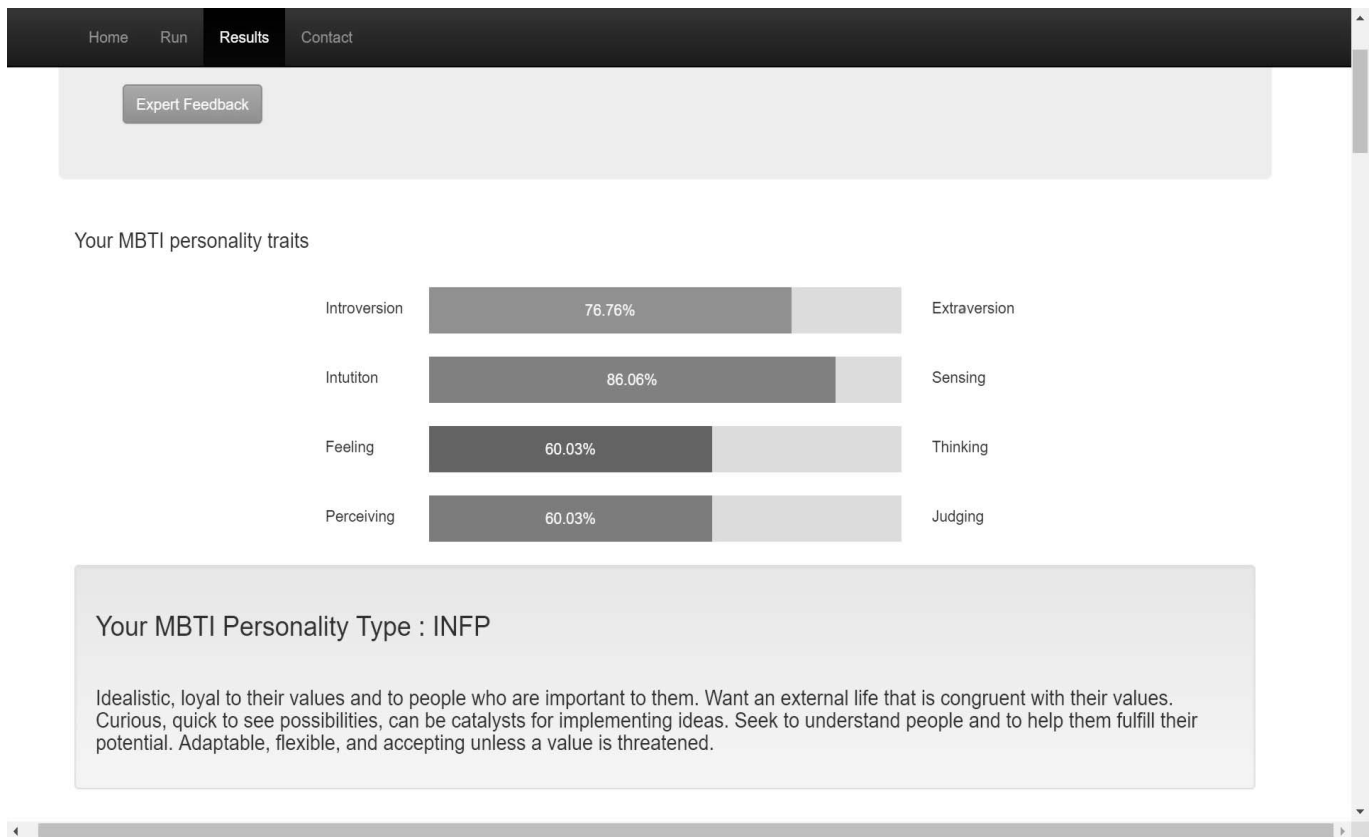 Home Run Results Contact
Expert Feedback
Your MBTI personality traits
Introversion 76.76% Extraversion
Intutiton 86.06% Sensing
Feeling 60.03% Thinking
Perceiving 60.03% Judging
Your MBTI Personality Type : INFP
Idealistic, loyal to their values and to people who are important to them. Want an external life that is congruent with their values.
Curious, quick to see possibilities, can be catalysts for implementing ideas. Seek to understand people and to help them fulfill their
potential. Adaptable, flexible, and accepting unless a value is threatened.